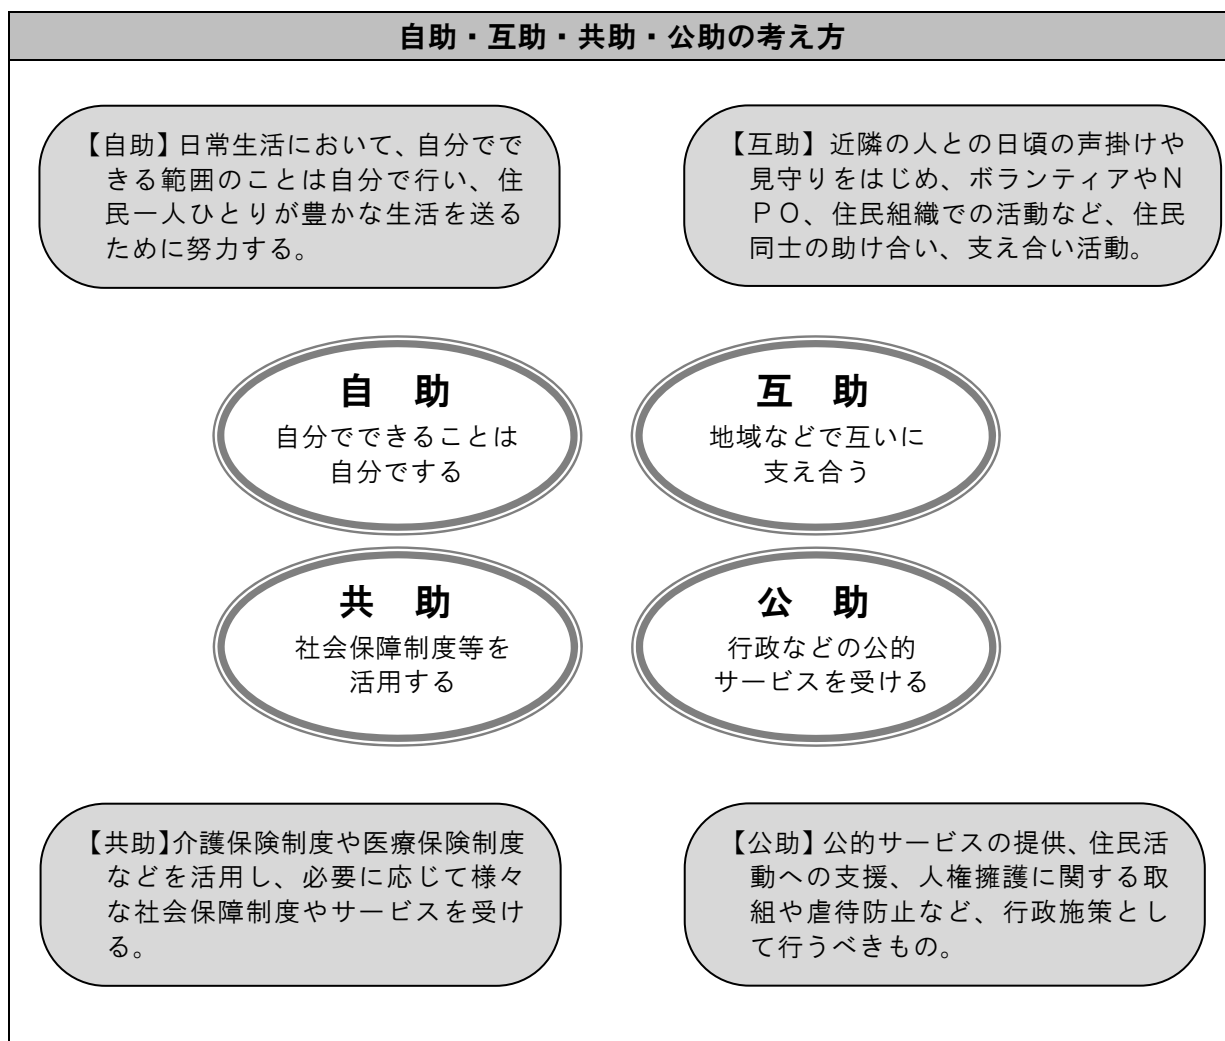 自助・互助・共助・公助の考え方
【自助】日常生活において、自分でで
きる範囲のことは自分で行い、住
民一人ひとりが豊かな生活を送る
ために努力する。
【互助】近隣の人との日頃の声掛けや
見守りをはじめ、ボランティアやＮ
ＰＯ、住民組織での活動など、住民
同士の助け合い、支え合い活動。
自　助
自分でできることは
自分でする
互　助
地域などで互いに
支え合う
共　助
社会保障制度等を
活用する
公　助
行政などの公的
サービスを受ける
【共助】介護保険制度や医療保険制度
などを活用し、必要に応じて様々
な社会保障制度やサービスを受け
る。
【公助】公的サービスの提供、住民活
動への支援、人権擁護に関する取
組や虐待防止など、行政施策とし
て行うべきもの。